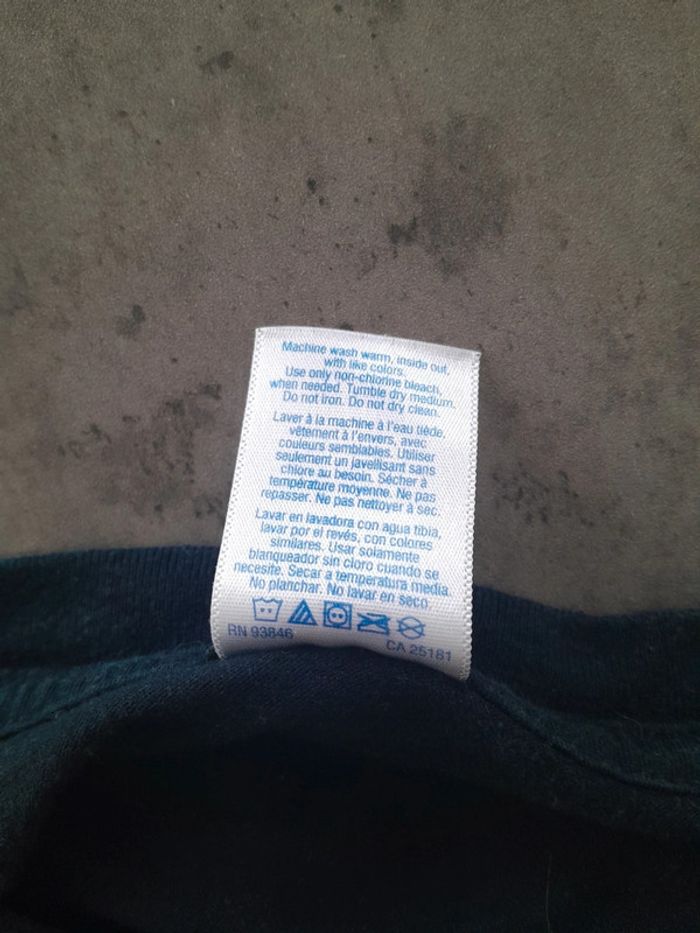 Machine wash warm, inside out,
with like colors.
Use only non-chlorine bleach,
when needed. Tumble dry medium.
Do not iron. Do not dry clean.
Laver à la machine à l'eau tiède,
vêtement à l'envers, avec
couleurs semblables. Utiliser
seulement un javellisant sans
chlore au besoin. Sécher à
température moyenne. Ne pas
repasser. Ne pas nettoyer à sec.
Lavar en lavadora con agua tibia,
lavar por el revés, con colores
similares. Usar solamente
blanqueador sin cloro cuando se
necesite. Secar a temperatura media.
No planchar. No lavar en seco.
RN 93846
CA 25181